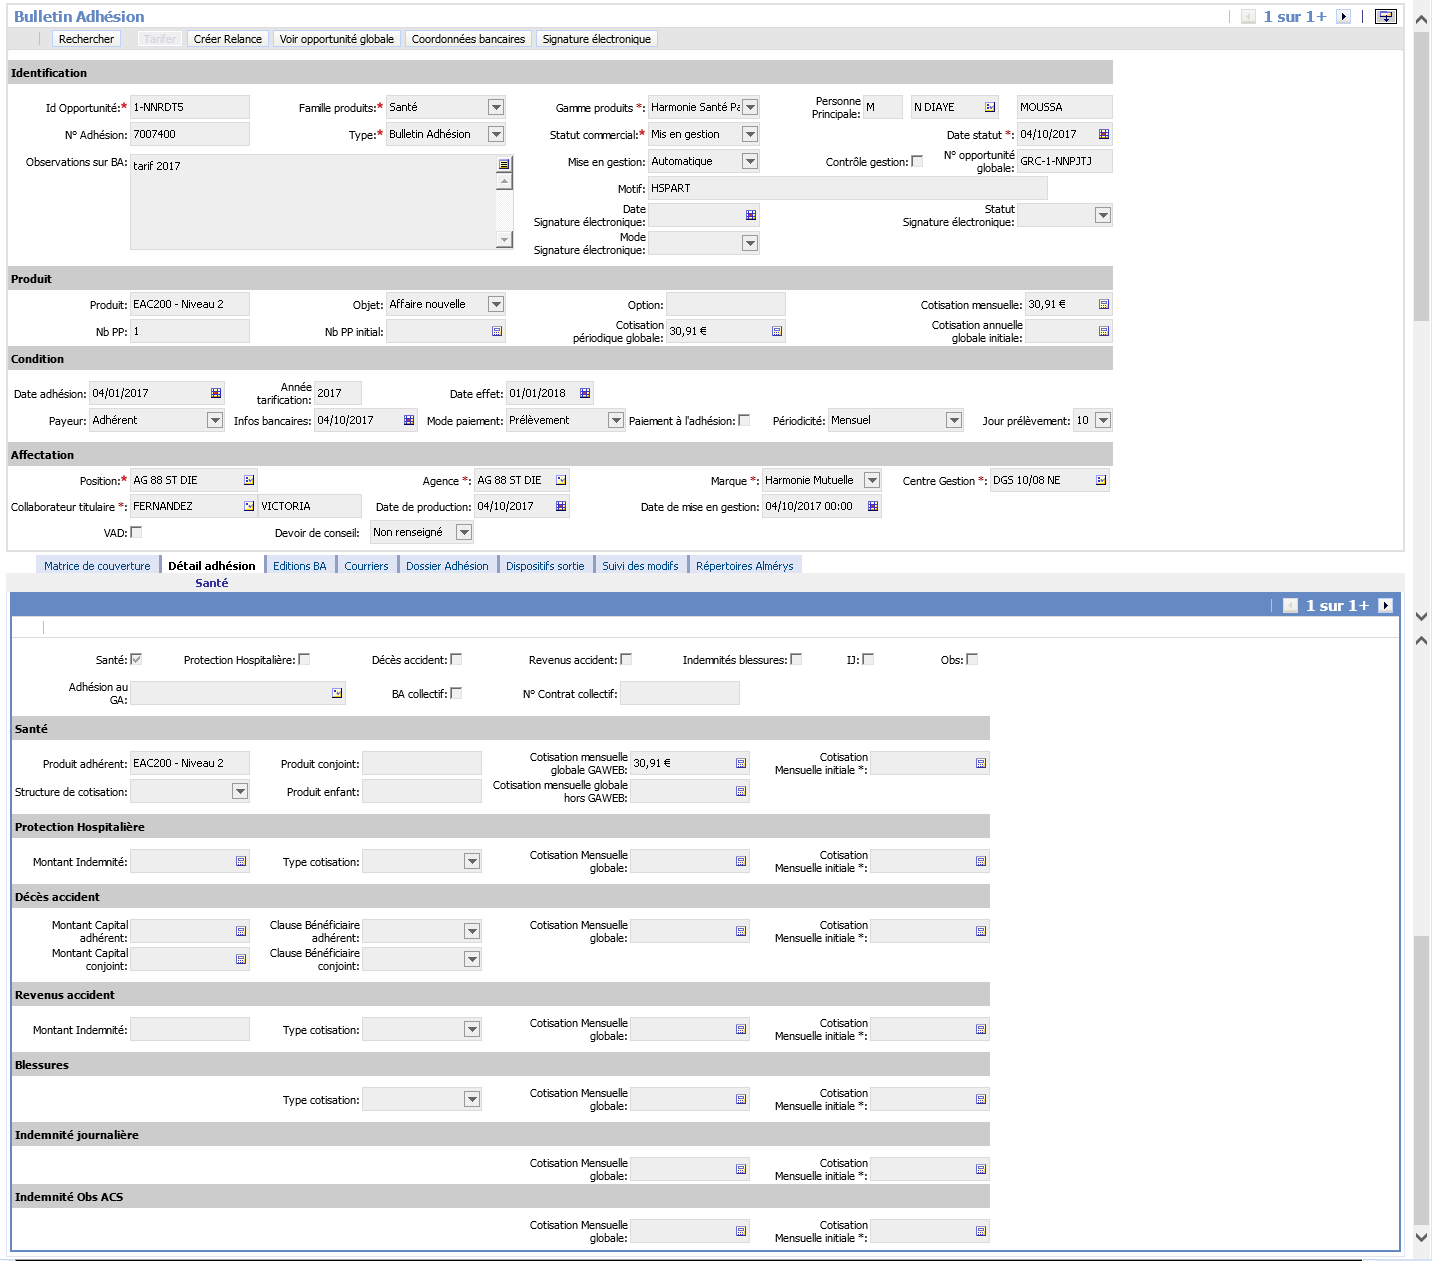 Bulletin Adhésion 1 sur 1+
Rechercher Tarifer Créer Relance Voir opportunité globale Coordonnées bancaires Signature électronique
Identification
Id Opportunité:* 1-NNRDT5 Famille produits:* Santé Gamme produits *: Harmonie Santé Pa Personne Principale: M N DIAYE MOUSSA
N° Adhésion: 7007400 Type:* Bulletin Adhésion Statut commercial:* Mis en gestion Date statut *: 04/10/2017
Observations sur BA: tarif 2017 Mise en gestion: Automatique Contrôle gestion: N° opportunité globale: GRC-1-NNPJTJ
Motif: HSPART
Date Signature électronique: Statut Signature électronique:
Mode Signature électronique:
Produit
Produit: EAC200 - Niveau 2 Objet: Affaire nouvelle Option: Cotisation mensuelle: 30,91 €
Nb PP: 1 Nb PP initial: Cotisation périodique globale: 30,91 € Cotisation annuelle globale initiale:
Condition
Date adhésion: 04/01/2017 Année tarification: 2017 Date effet: 01/01/2018
Payeur: Adhérent Infos bancaires: 04/10/2017 Mode paiement: Prélèvement Paiement à l'adhésion: Périodicité: Mensuel Jour prélèvement: 10
Affectation
Position:* AG 88 ST DIE Agence *: AG 88 ST DIE Marque *: Harmonie Mutuelle Centre Gestion *: DGS 10/08 NE
Collaborateur titulaire *: FERNANDEZ VICTORIA Date de production: 04/10/2017 Date de mise en gestion: 04/10/2017 00:00
VAD: Devoir de conseil: Non renseigné
Matrice de couverture Détail adhésion Editions BA Courriers Dossier Adhésion Dispositifs sortie Suivi des modifs Répertoires Almérys
Santé
1 sur 1+
Santé: Protection Hospitalière: Décès accident: Revenus accident: Indemnités blessures: IJ: Obs:
Adhésion au GA: BA collectif: N° Contrat collectif:
Santé
Produit adhérent: EAC200 - Niveau 2 Produit conjoint: Cotisation mensuelle globale GAWEB: 30,91 € Cotisation Mensuelle initiale *:
Structure de cotisation: Produit enfant: Cotisation mensuelle globale hors GAWEB:
Protection Hospitalière
Montant Indemnité: Type cotisation: Cotisation Mensuelle globale: Cotisation Mensuelle initiale *:
Décès accident
Montant Capital adhérent: Clause Bénéficiaire adhérent: Cotisation Mensuelle globale: Cotisation Mensuelle initiale *:
Montant Capital conjoint: Clause Bénéficiaire conjoint:
Revenus accident
Montant Indemnité: Type cotisation: Cotisation Mensuelle globale: Cotisation Mensuelle initiale *:
Blessures
Type cotisation: Cotisation Mensuelle globale: Cotisation Mensuelle initiale *:
Indemnité journalière
Cotisation Mensuelle globale: Cotisation Mensuelle initiale *:
Indemnité Obs ACS
Cotisation Mensuelle globale: Cotisation Mensuelle initiale *: